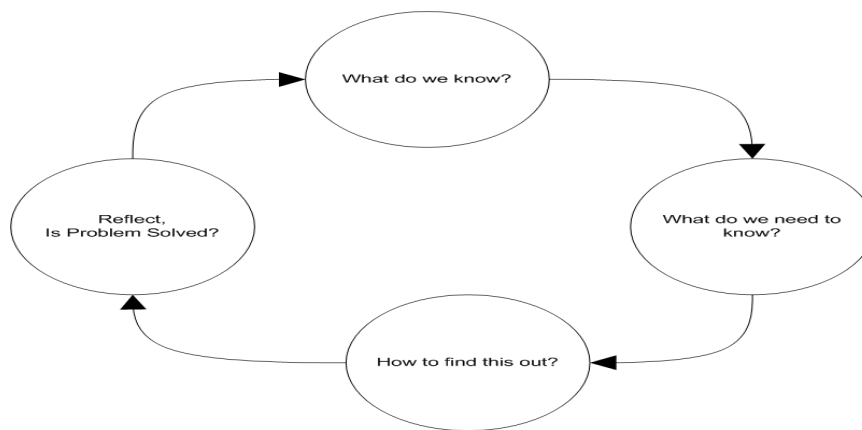 What do we know?
What do we need to
know?
How to find this out?
Reflect,
Is Problem Solved?